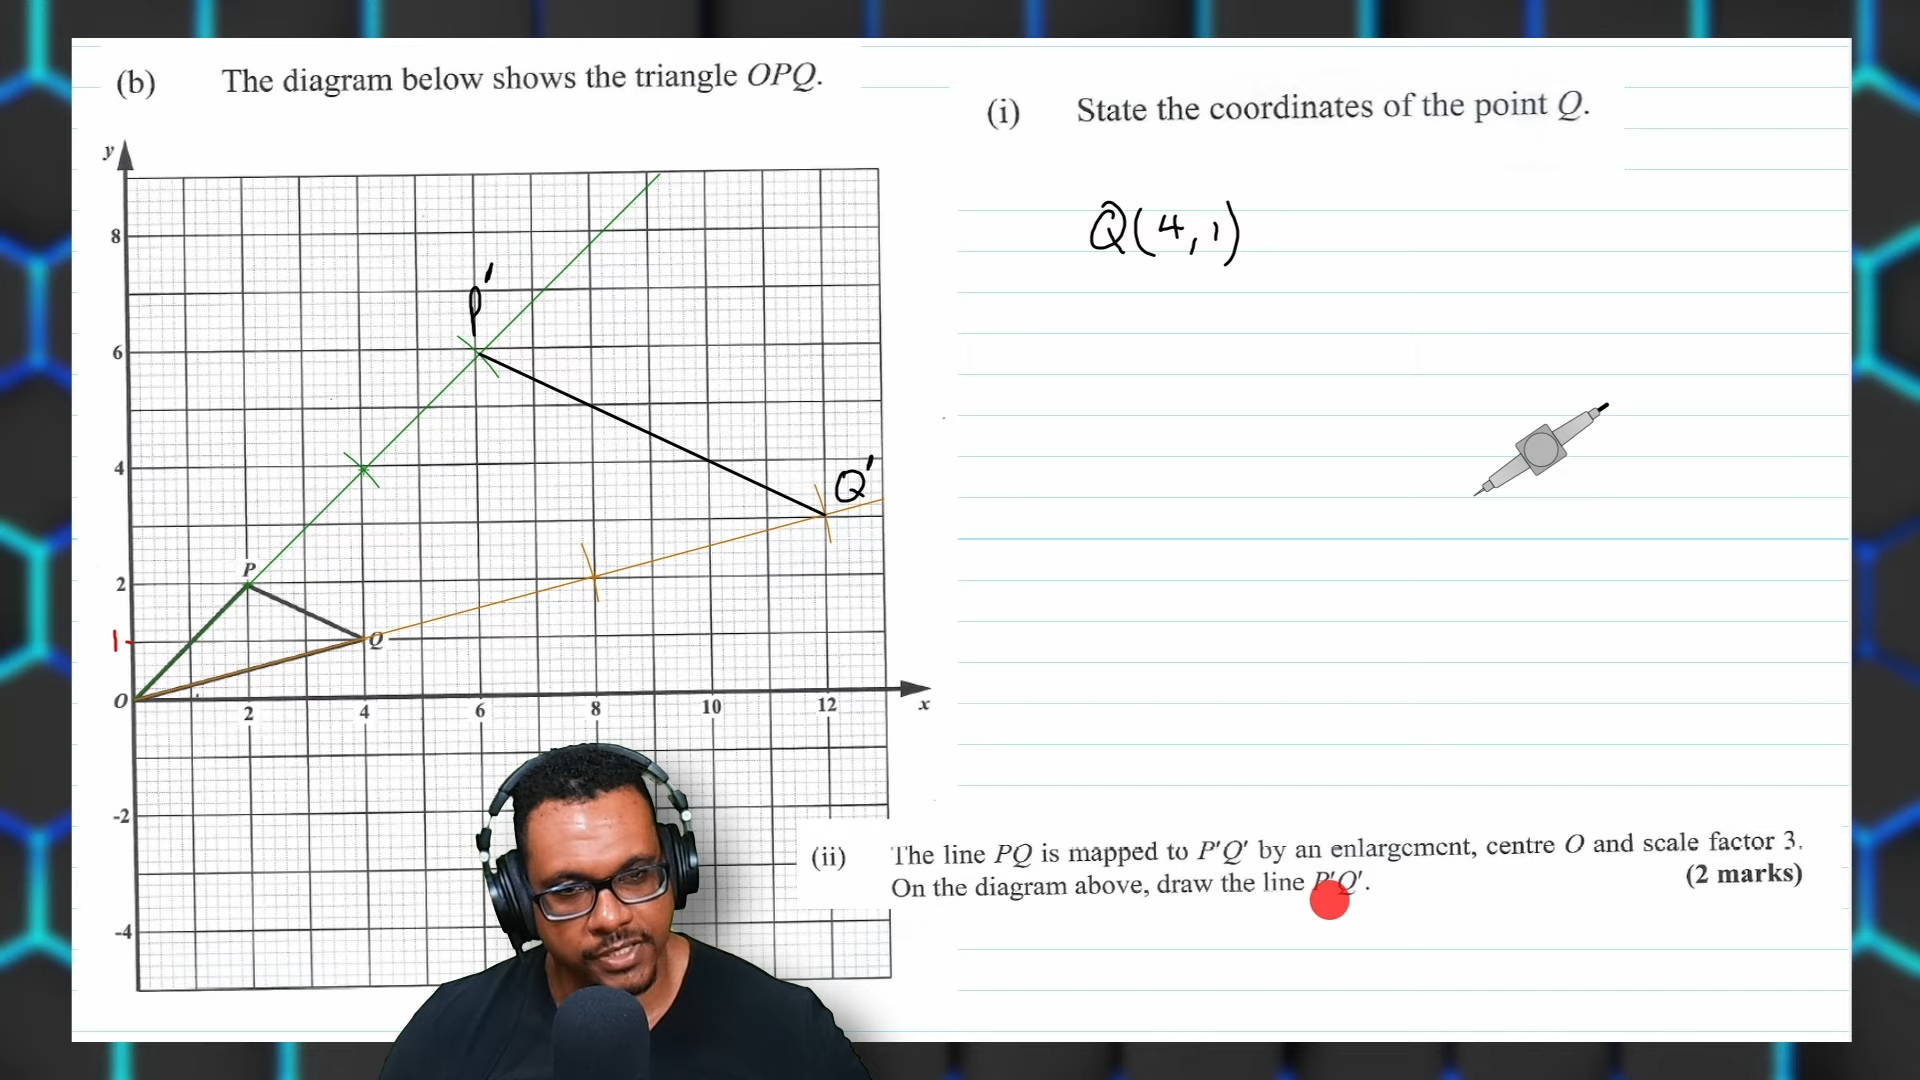 (b) The diagram below shows the triangle OPQ.
y
8
6
4
2
1
O
-2
-4
2 4 6 8 10 12
x
P
Q
P'
Q'
(i) State the coordinates of the point Q.
Q(4,1)
(ii) The line PQ is mapped to P'Q' by an enlargement, centre O and scale factor 3.
On the diagram above, draw the line P'Q'.
(2 marks)